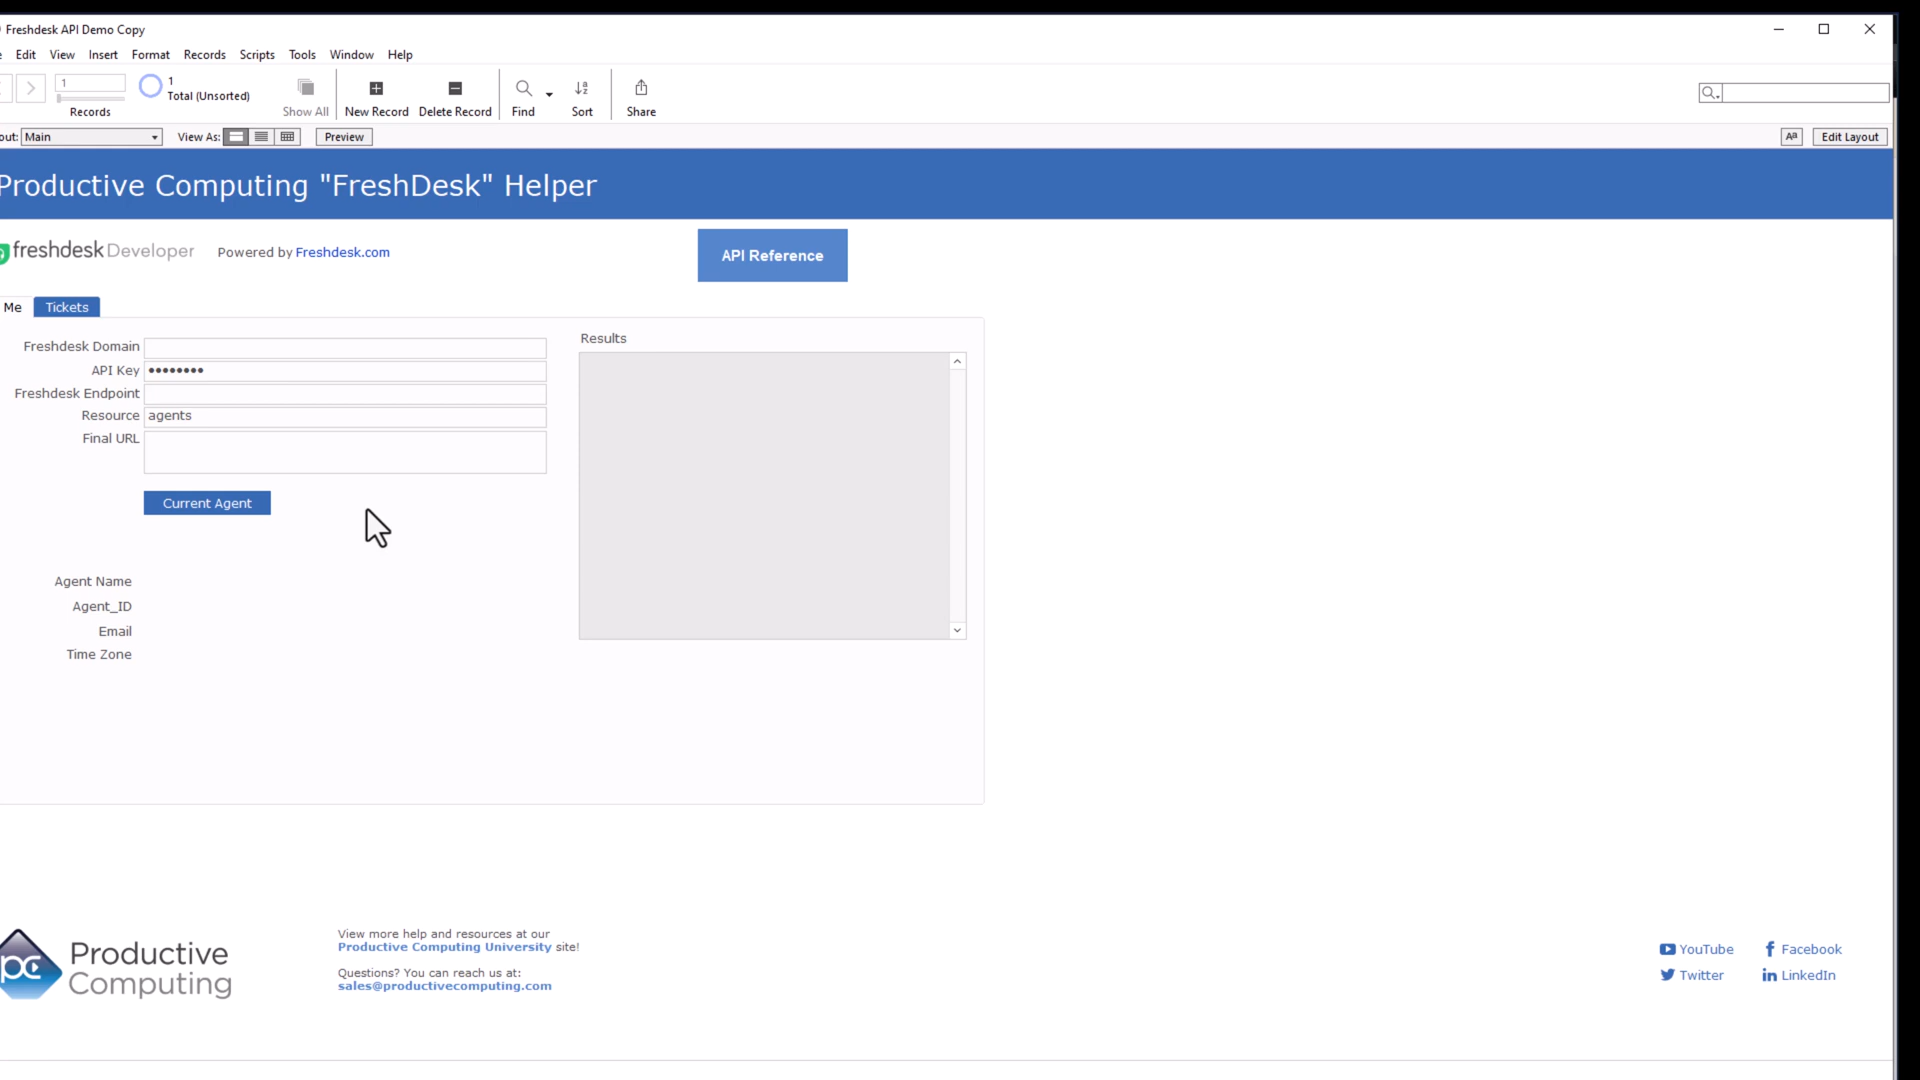 Freshdesk API Demo Copy
Edit View Insert Format Records Scripts Tools Window Help
1
1
Total (Unsorted)
Records
Show All
New Record
Delete Record
Find
Sort
Share
out: Main
View As:
Preview
Aª
Edit Layout
Productive Computing "FreshDesk" Helper
freshdesk Developer
Powered by Freshdesk.com
API Reference
Me
Tickets
Freshdesk Domain
API Key ••••••••
Freshdesk Endpoint
Resource agents
Final URL
Current Agent
Agent Name
Agent_ID
Email
Time Zone
Results
pc
Productive
Computing
View more help and resources at our
Productive Computing University site!
Questions? You can reach us at:
sales@productivecomputing.com
YouTube
Facebook
Twitter
LinkedIn